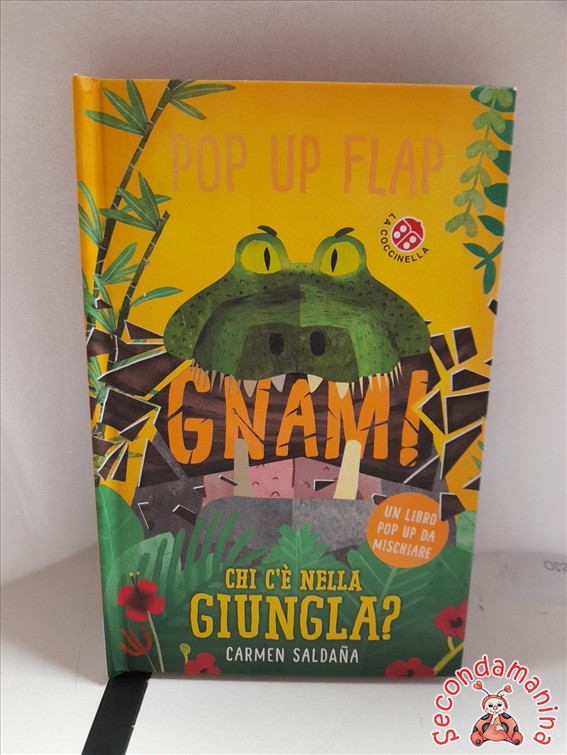 POP UP FLAP
LA COCCINELLA
GNAM!
UN LIBRO
POP UP DA
MISCHIARE
CHI C'È NELLA
GIUNGLA?
CARMEN SALDAÑA
Secondamanina